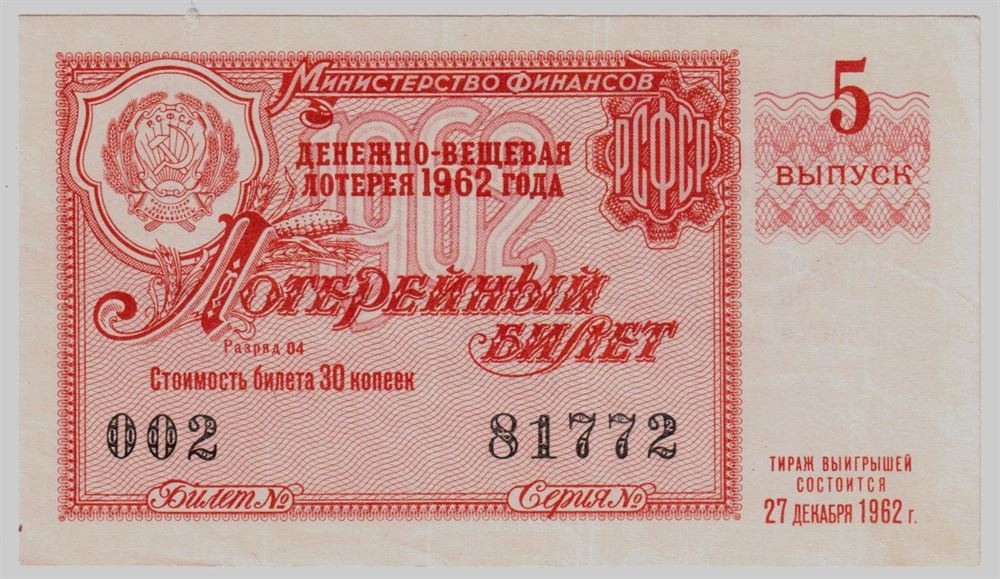 Министерство Финансов
РСФСР
1962
ДЕНЕЖНО-ВЕЩЕВАЯ
ЛОТЕРЕЯ 1962 ГОДА
РСФСР
Лотерейный
билет
Разряд 04
Стоимость билета 30 копеек
002
81772
Билет №
Серия №
5
ВЫПУСК
ТИРАЖ ВЫИГРЫШЕЙ
СОСТОИТСЯ
27 ДЕКАБРЯ 1962 г.